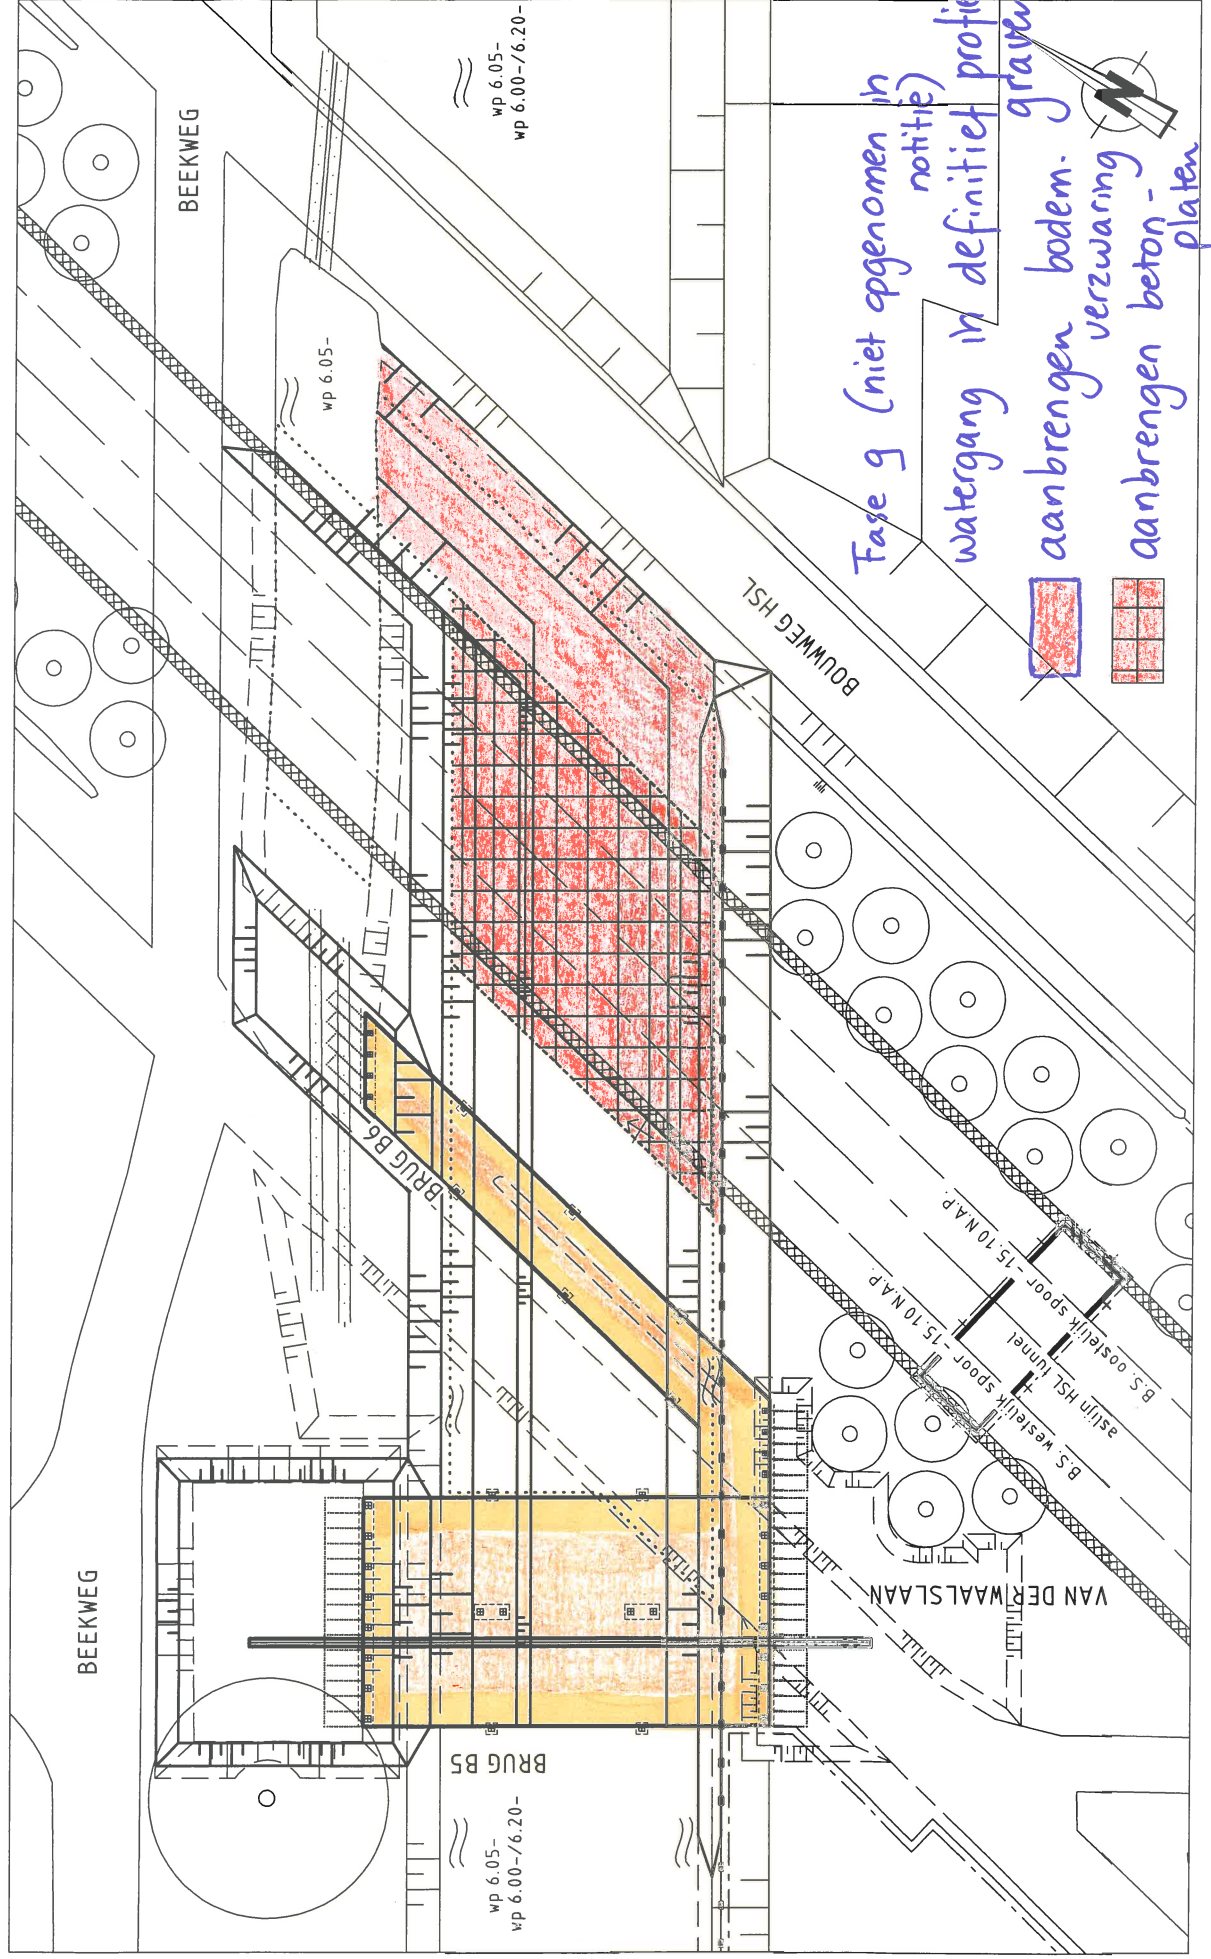 BEEKWEG
wp 6.05-
wp 6.00-/6.20-
wp 6.05-
Fase 9 (niet opgenomen in
notitie)
watergang in definitief profie
graven
aanbrengen bodem-
verzwaring
aanbrengen beton-
platen
N
BOUWWEG HSL
BRUG B6
BRUG B5
BEEKWEG
wp 6.05-
wp 6.00-/6.20-
VAN DER WAALSLAAN
B.S. westelijk spoor -15.10 N.A.P.
aslijn HSL tunnel
B.S. oostelijk spoor -15.10 N.A.P.